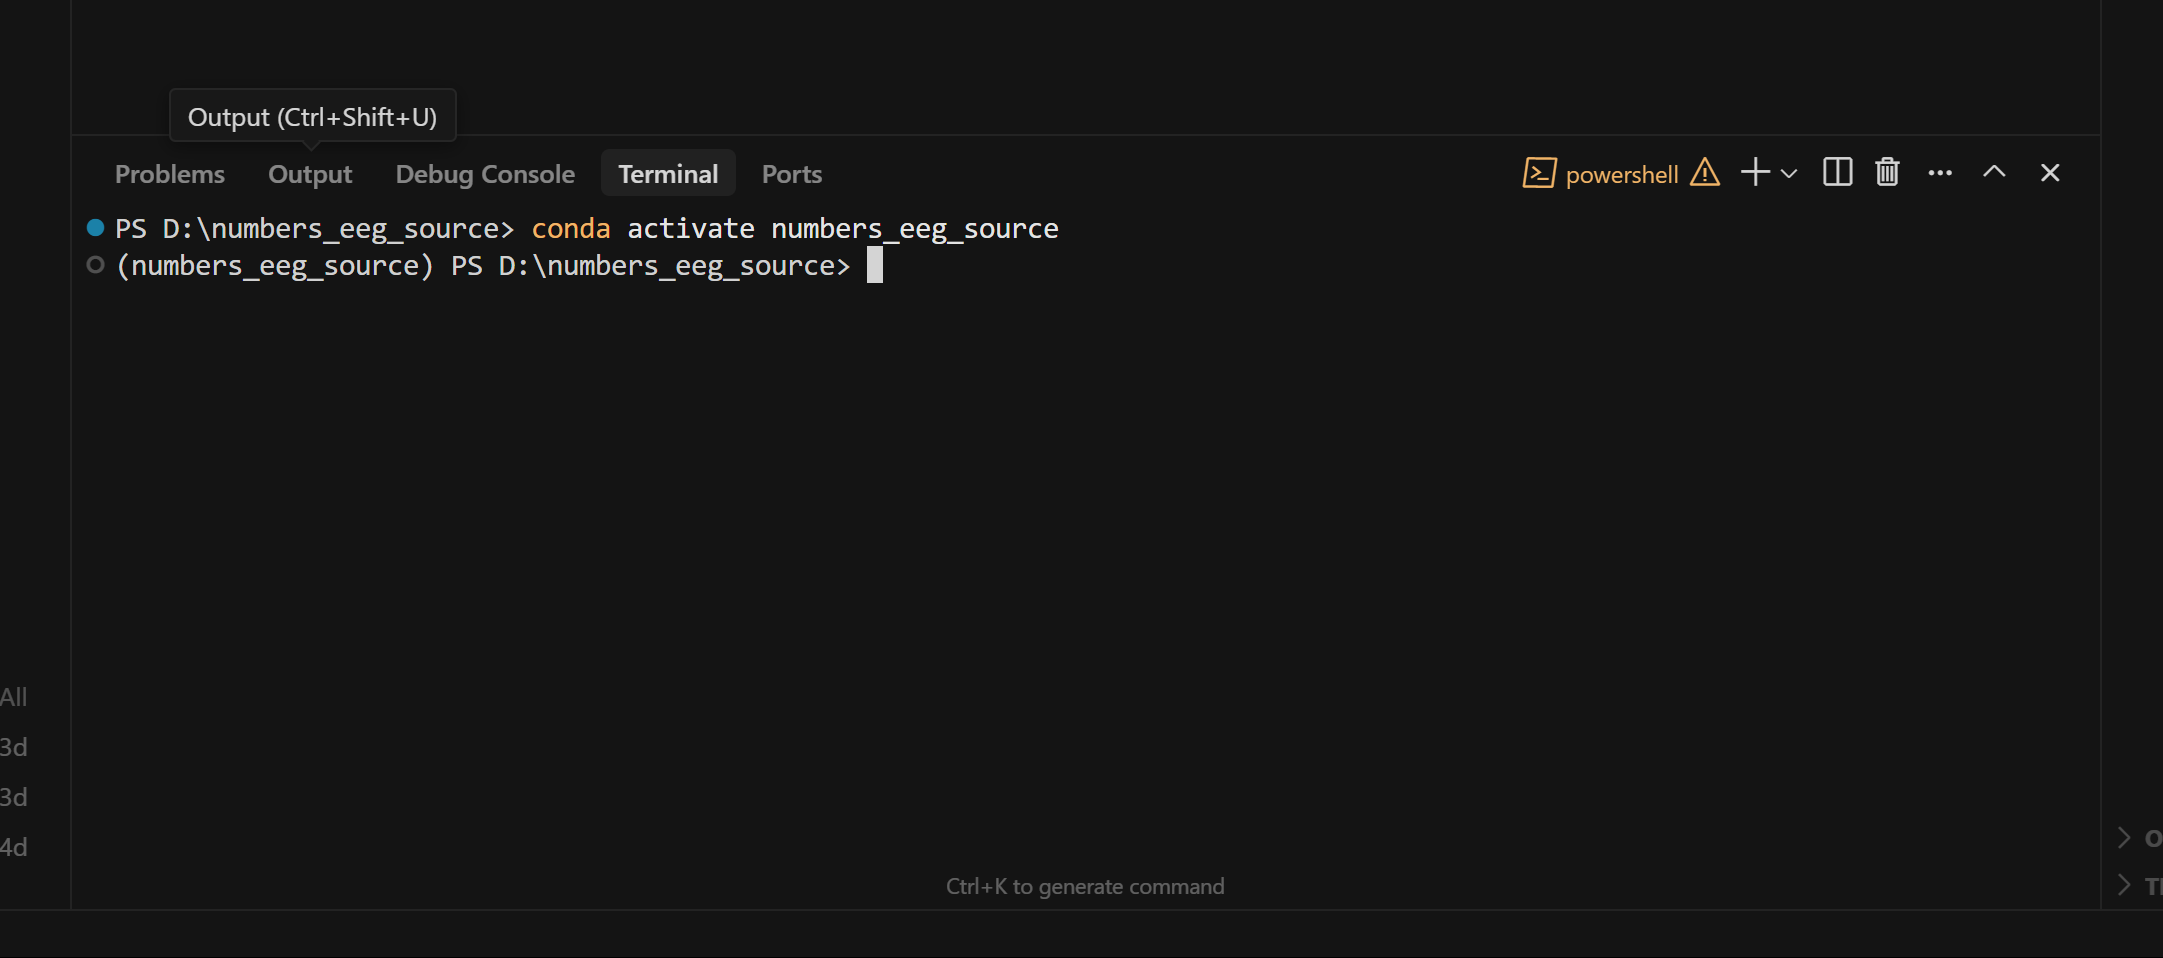 Output (Ctrl+Shift+U)
Problems Output Debug Console Terminal Ports powershell
PS D:\numbers_eeg_source> conda activate numbers_eeg_source
(numbers_eeg_source) PS D:\numbers_eeg_source>
All
3d
3d
4d
Ctrl+K to generate command